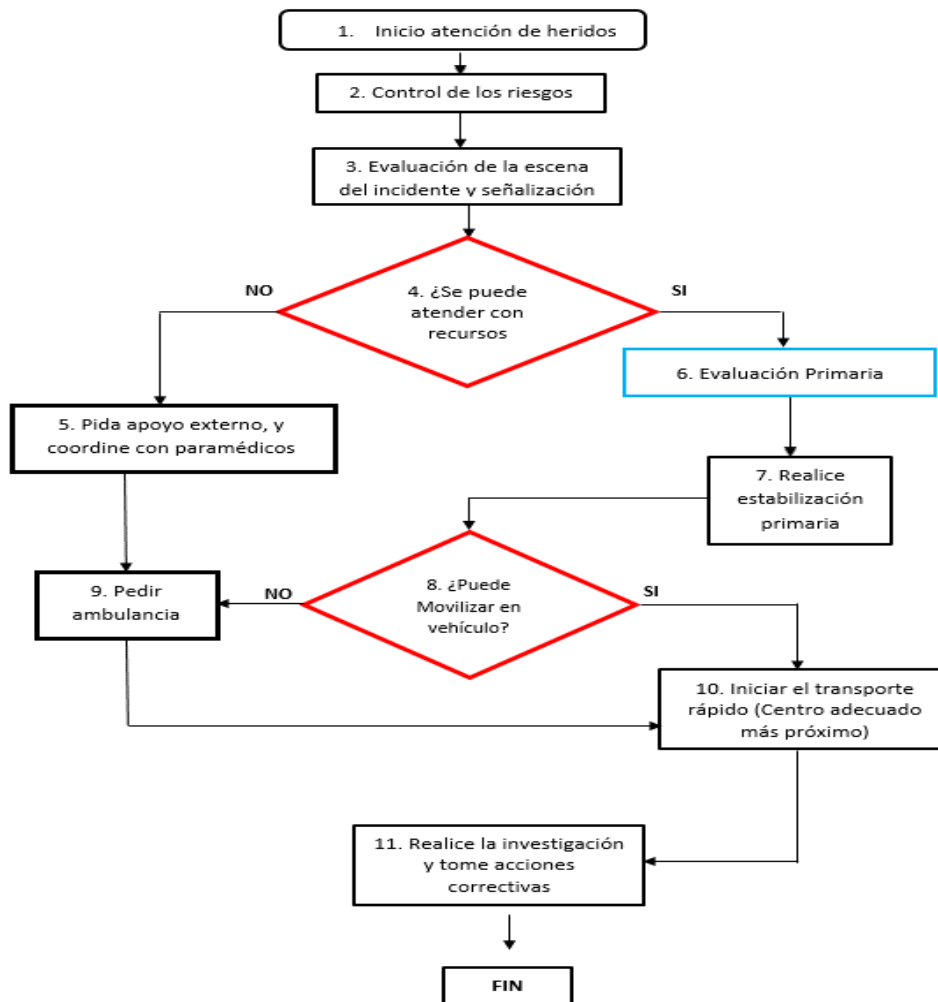 1. Inicio atención de heridos
2. Control de los riesgos
3. Evaluación de la escena
del incidente y señalización
NO
4. ¿Se puede
atender con
recursos
SI
6. Evaluación Primaria
5. Pida apoyo externo, y
coordine con paramédicos
7. Realice
estabilización
primaria
9. Pedir
ambulancia
NO
8. ¿Puede
Movilizar en
vehículo?
SI
10. Iniciar el transporte
rápido (Centro adecuado
más próximo)
11. Realice la investigación
y tome acciones
correctivas
FIN